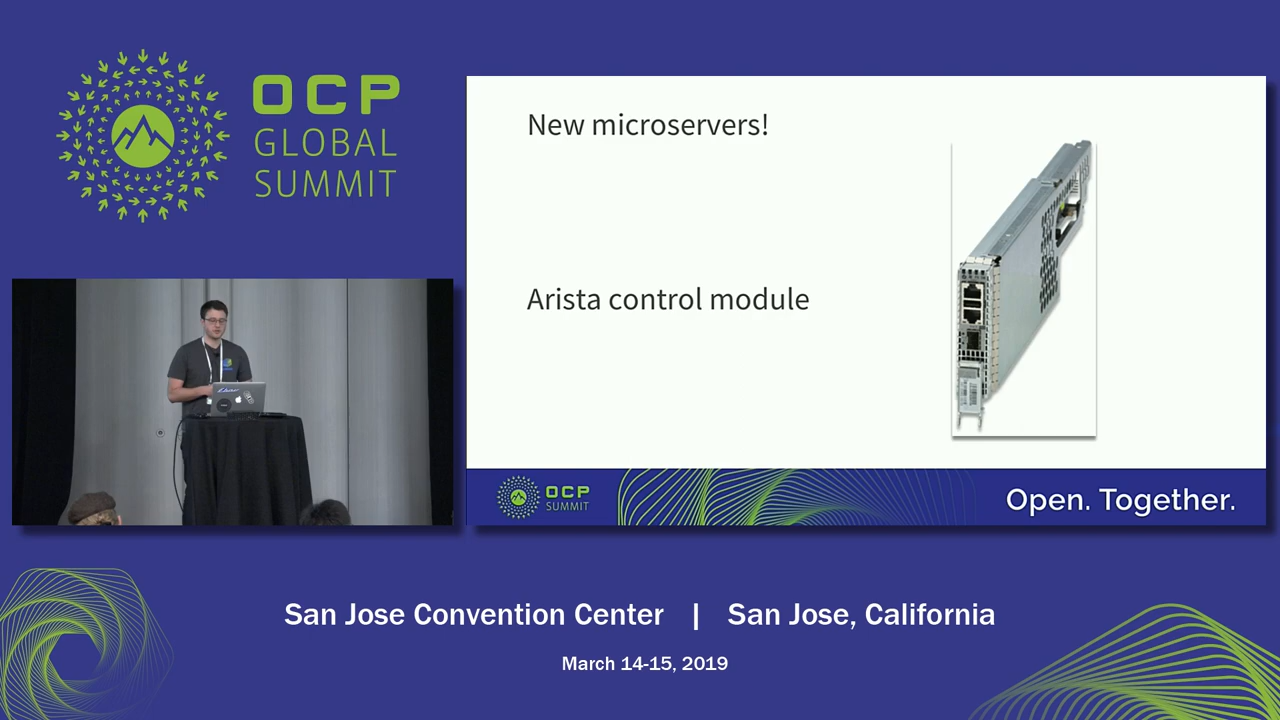 OCP
GLOBAL
SUMMIT
New microservers!
Arista control module
OCP
SUMMIT
Open. Together.
San Jose Convention Center | San Jose, California
March 14-15, 2019